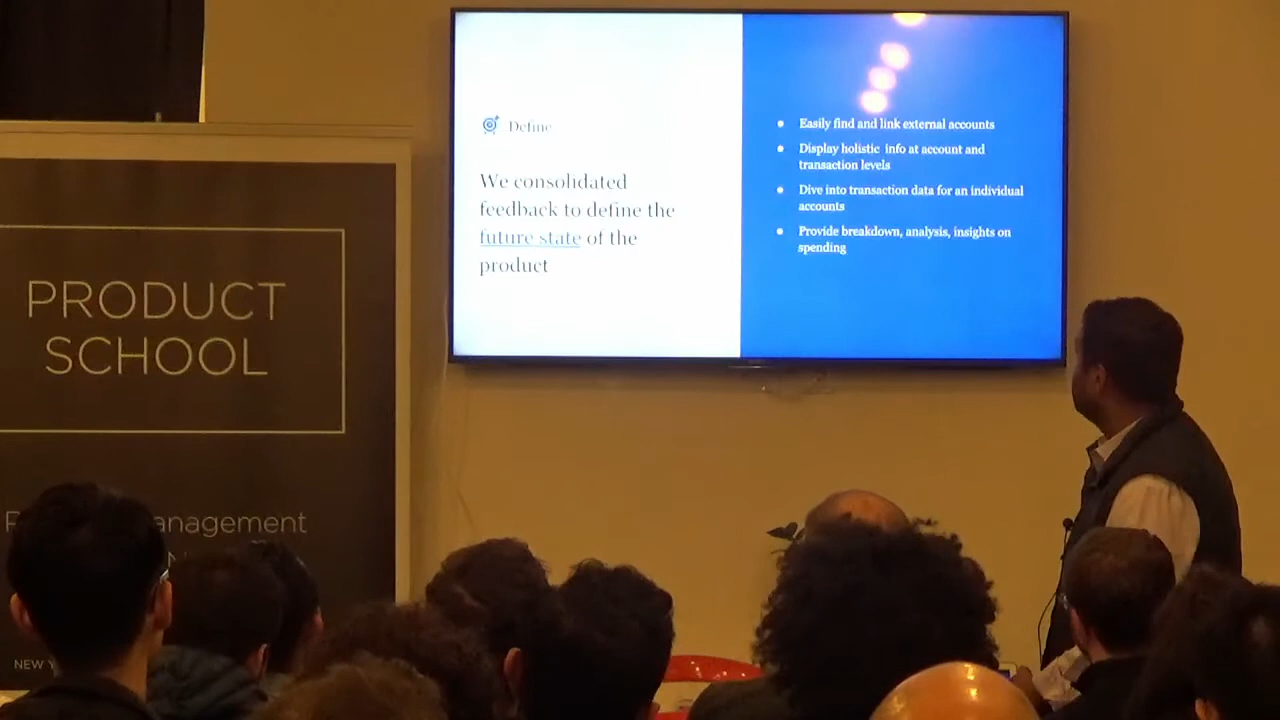 PRODUCT
SCHOOL
anagement
NEW Y
Define
We consolidated
feedback to define the
future state of the
product
Easily find and link external accounts
Display holistic info at account and
transaction levels
Dive into transaction data for an individual
accounts
Provide breakdown, analysis, insights on
spending